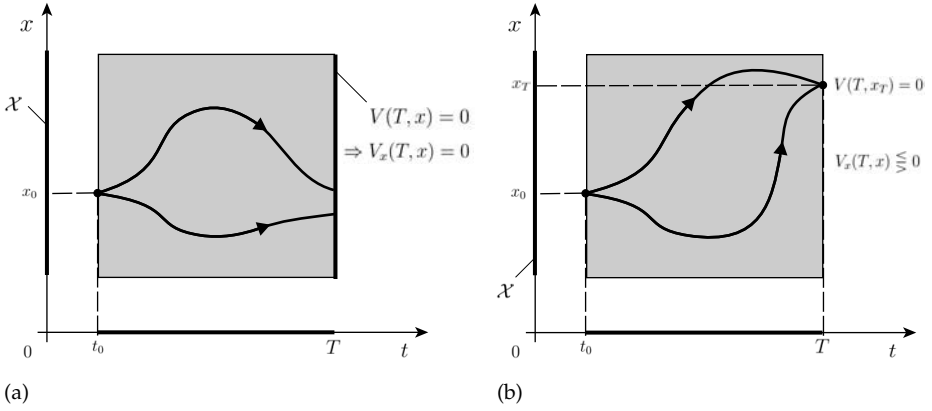 x
𝒳
V(T, x) = 0
⇒ V_x(T, x) = 0
x_0
0
t_0
T
t
(a)
x
x_T
V(T, x_T) = 0
V_x(T, x) ⋚ 0
x_0
𝒳
0
t_0
T
t
(b)